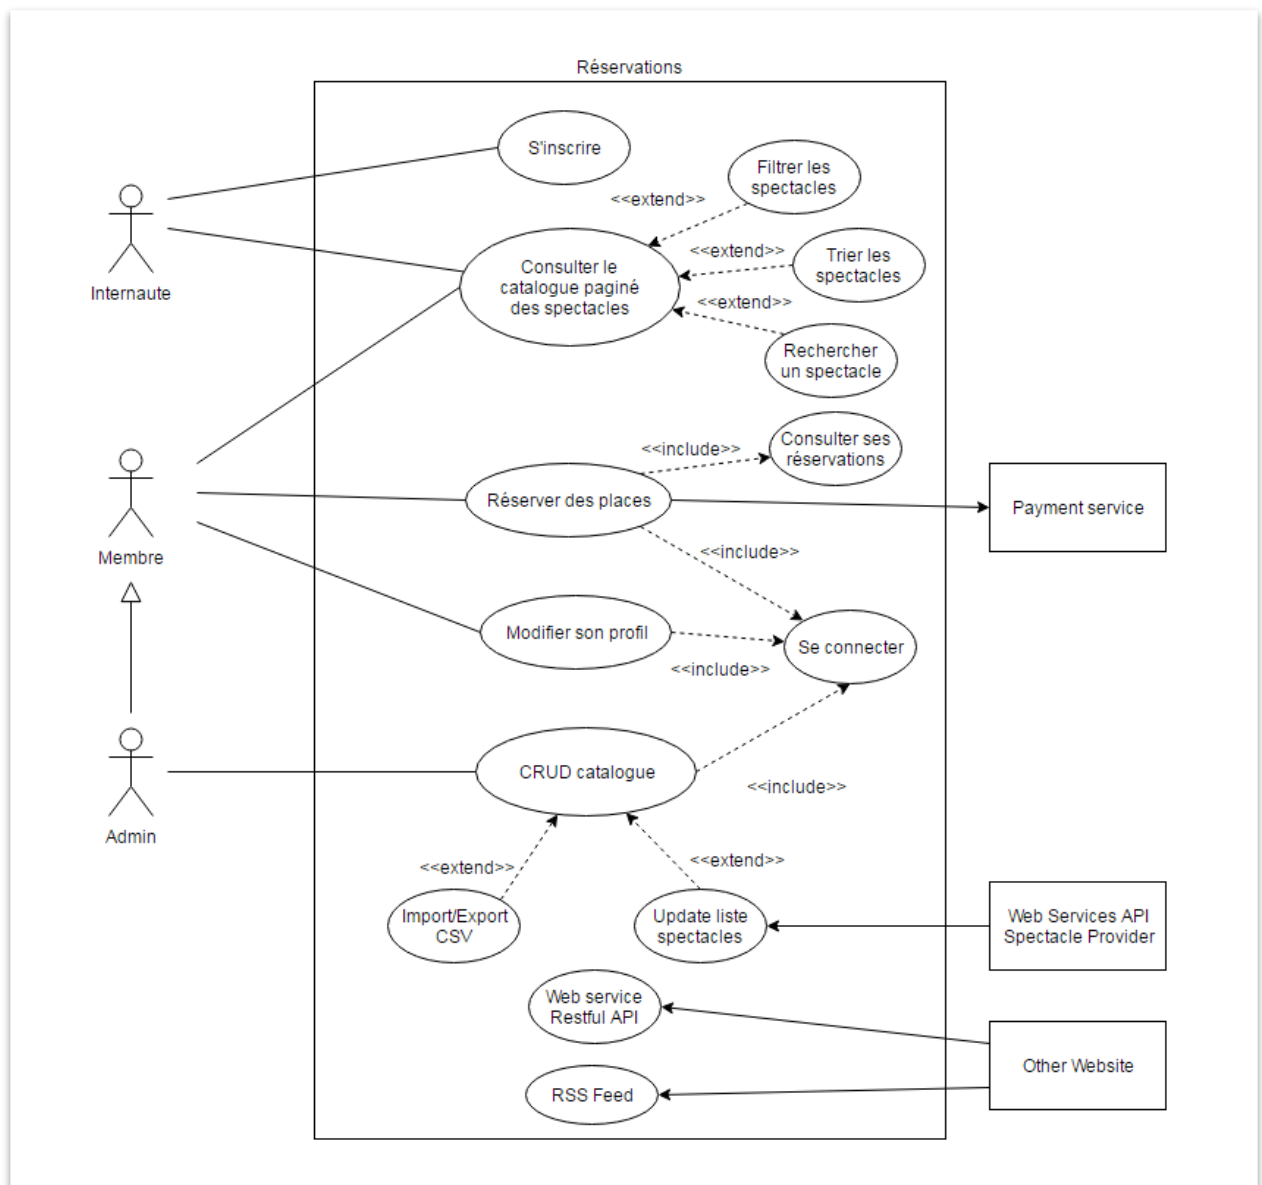 Réservations
S'inscrire
Filtrer les
spectacles
<<extend>>
Trier les
spectacles
<<extend>>
Consulter le
catalogue paginé
des spectacles
<<extend>>
Internaute
Rechercher
un spectacle
Consulter ses
réservations
<<include>>
Réserver des places
Payment service
Membre
<<include>>
Modifier son profil
Se connecter
<<include>>
CRUD catalogue
<<include>>
Admin
<<extend>>
<<extend>>
Import/Export
CSV
Update liste
spectacles
Web Services API
Spectacle Provider
Web service
Restful API
Other Website
RSS Feed